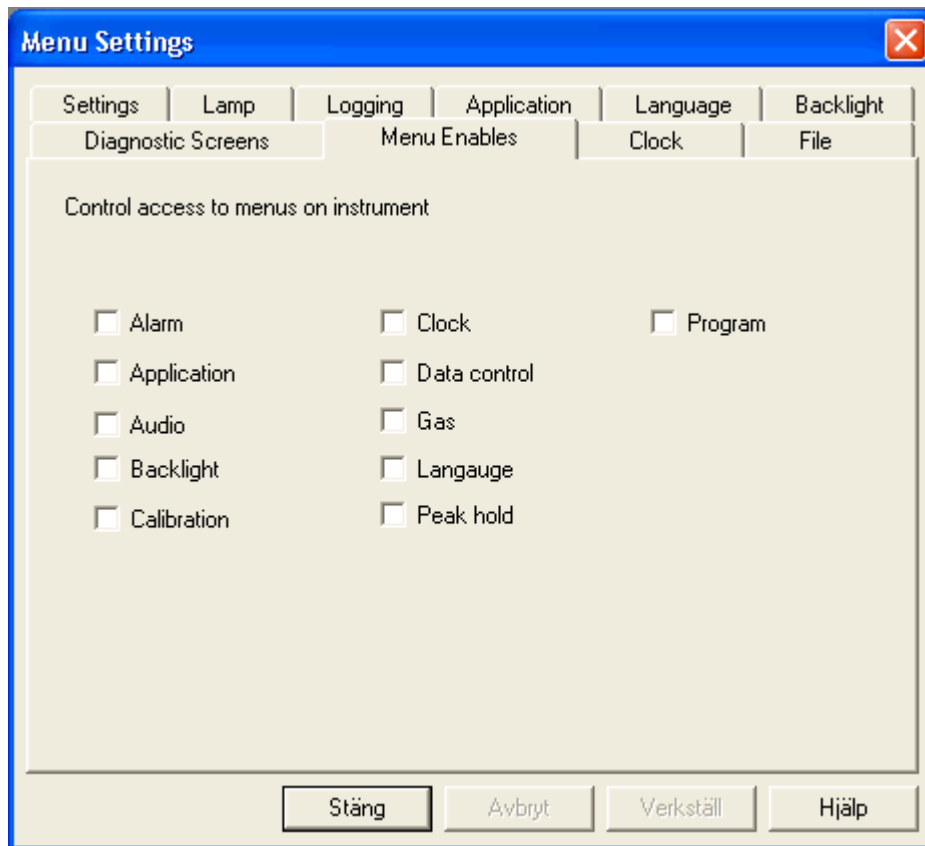 Menu Settings
Settings Lamp Logging Application Language Backlight
Diagnostic Screens Menu Enables Clock File
Control access to menus on instrument
Alarm Clock Program
Application Data control
Audio Gas
Backlight Langauge
Calibration Peak hold
Stäng Avbryt Verkställ Hjälp